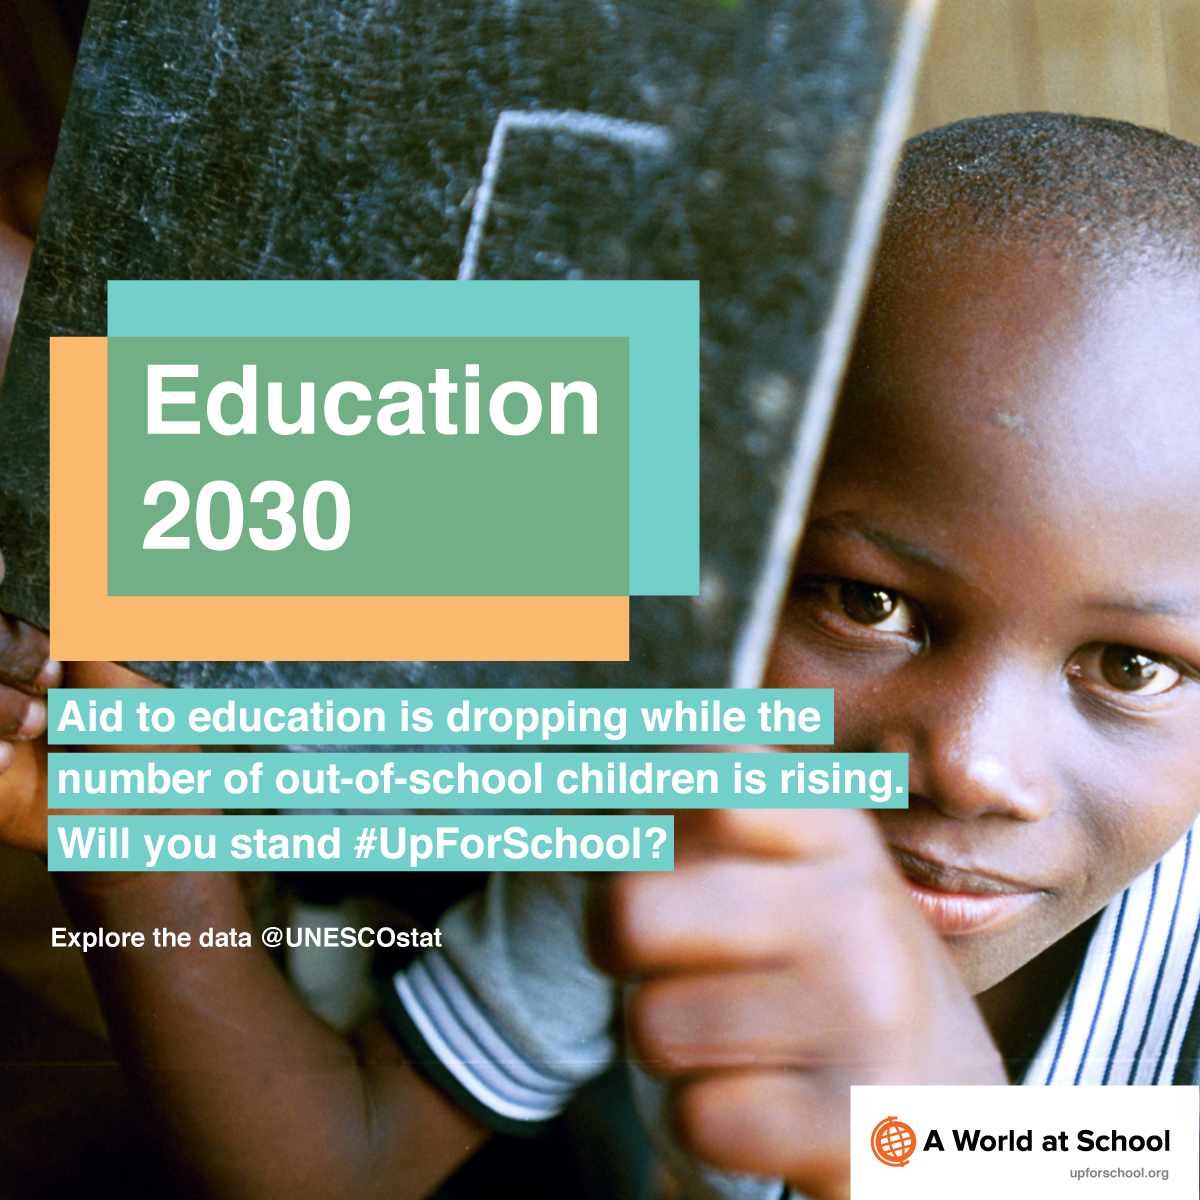 Education
2030
Aid to education is dropping while the
number of out-of-school children is rising.
Will you stand #UpForSchool?
Explore the data @UNESCOstat
A World at School
upforschool.org